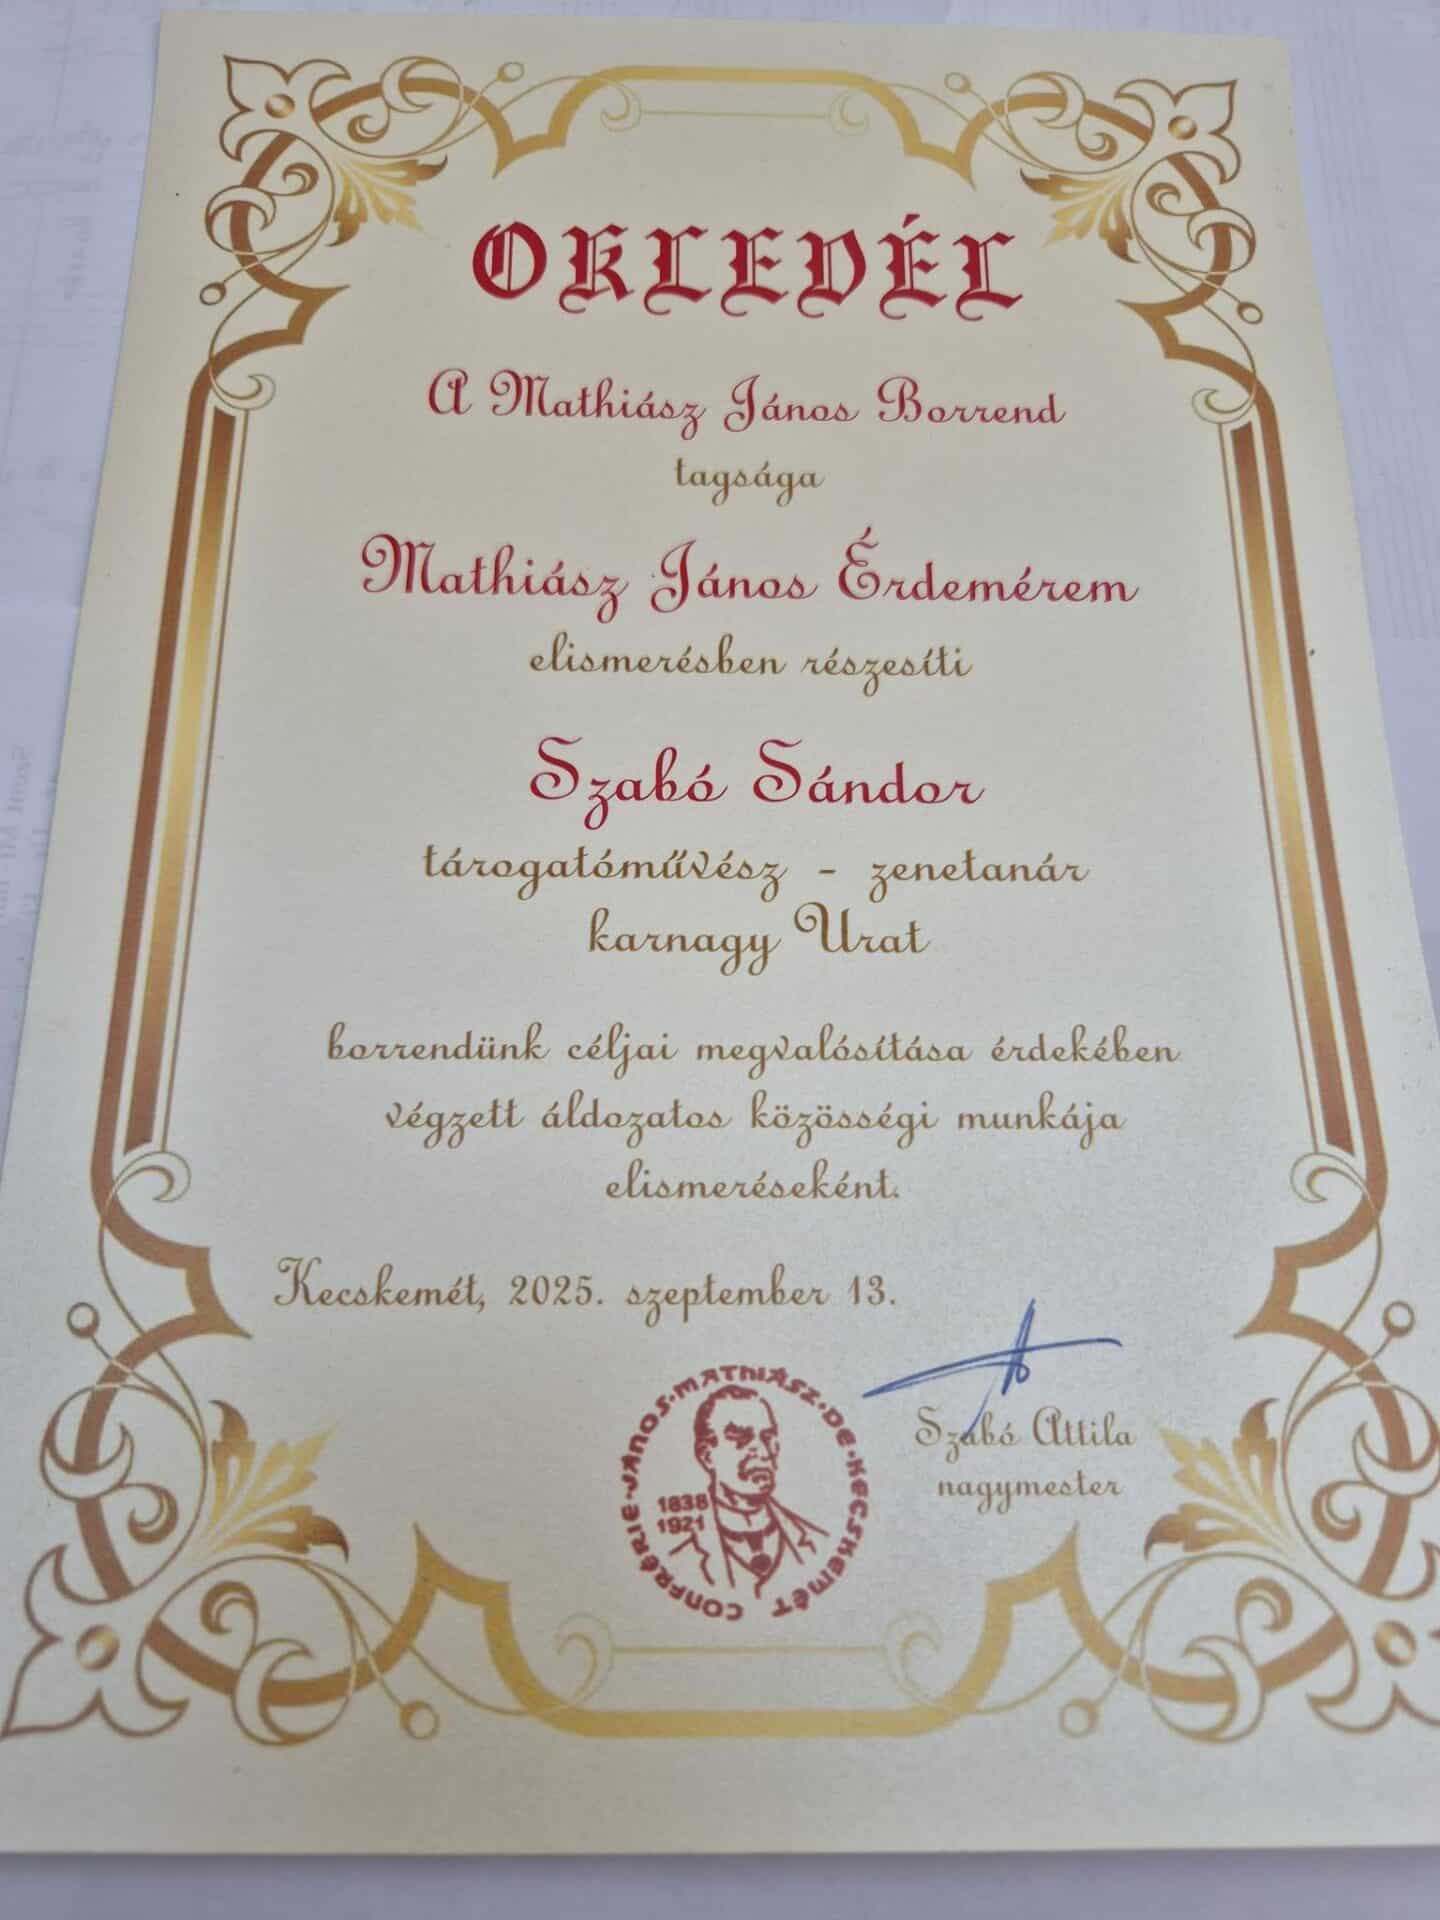 OKLEVÉL
A Mathiász János Borrend
tagsága
Mathiász János Érdemérem
elismerésben részesíti
Szabó Sándor
tárogatóművész - zenetanár
karnagy Urat
borrendünk céljai megvalósítása érdekében
végzett áldozatos közösségi munkája
elismeréseként.
Kecskemét, 2025. szeptember 13.
CONFRÉRIE · JÁNOS · MATHIÁSZ · DE · KECSKEMÉT
1838
1921
Szabó Attila
nagymester